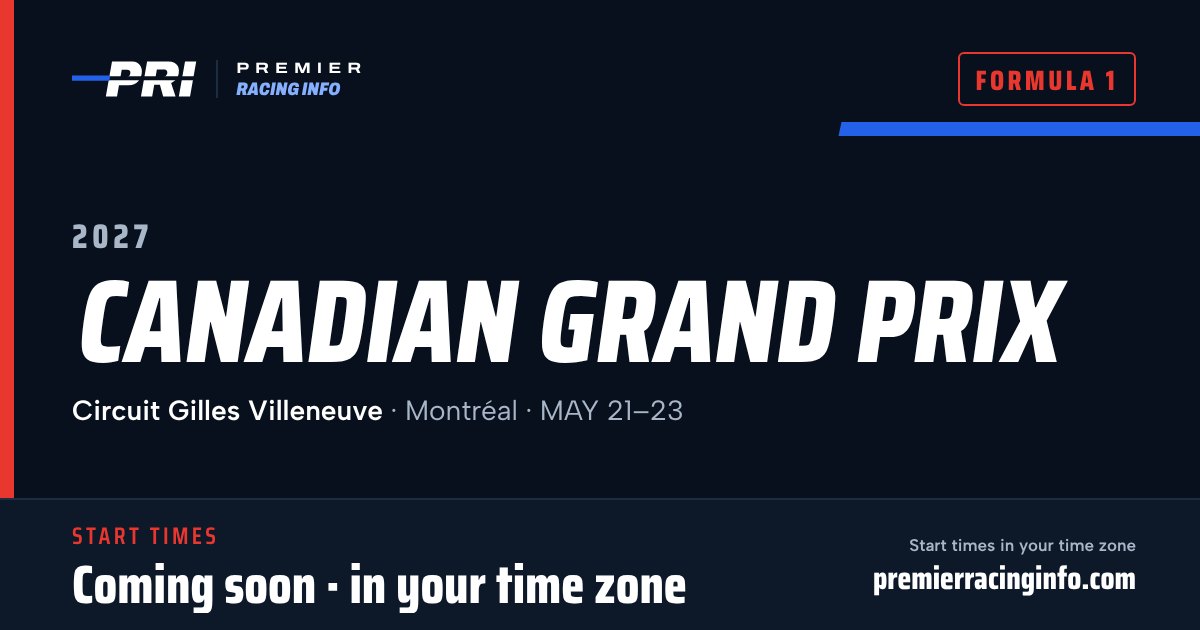 PRI
PREMIER
RACING INFO
FORMULA 1
2027
CANADIAN GRAND PRIX
Circuit Gilles Villeneuve · Montréal · MAY 21–23
START TIMES
Coming soon · in your time zone
Start times in your time zone
premierracinginfo.com